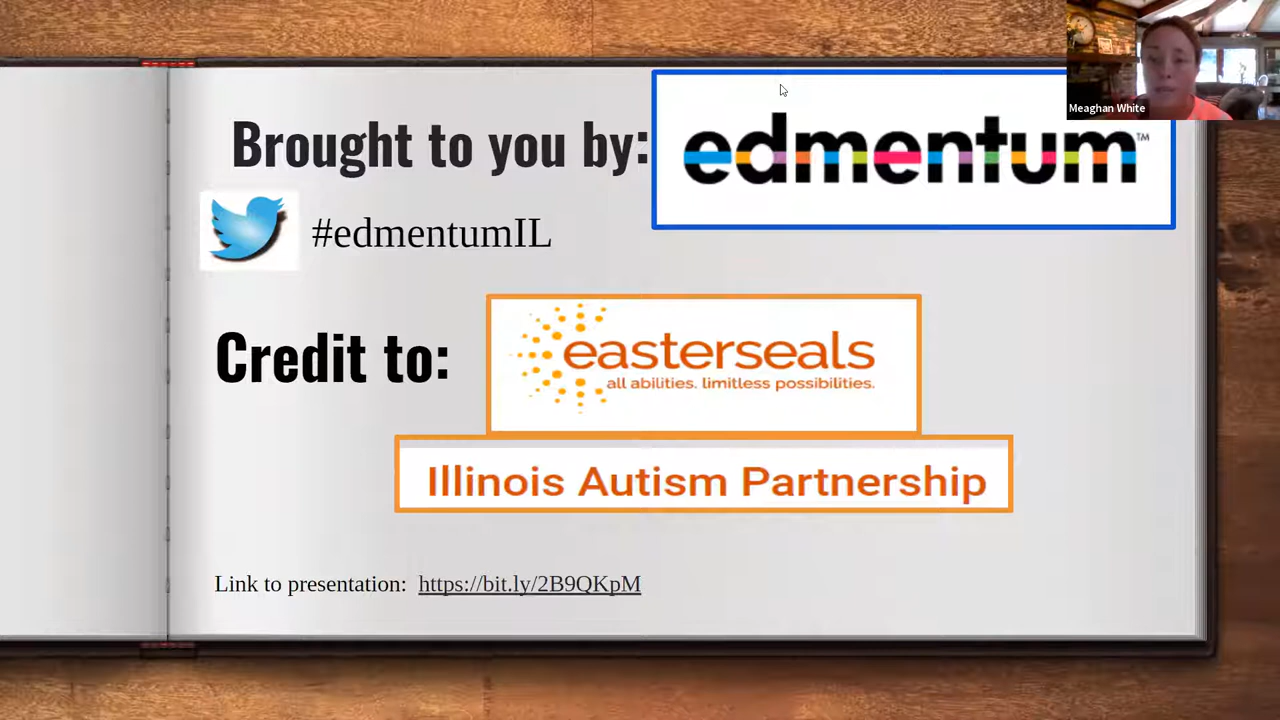 Meaghan White
Brought to you by:
edmentum™
#edmentumIL
Credit to:
easterseals
all abilities. limitless possibilities.
Illinois Autism Partnership
Link to presentation: https://bit.ly/2B9QKpM